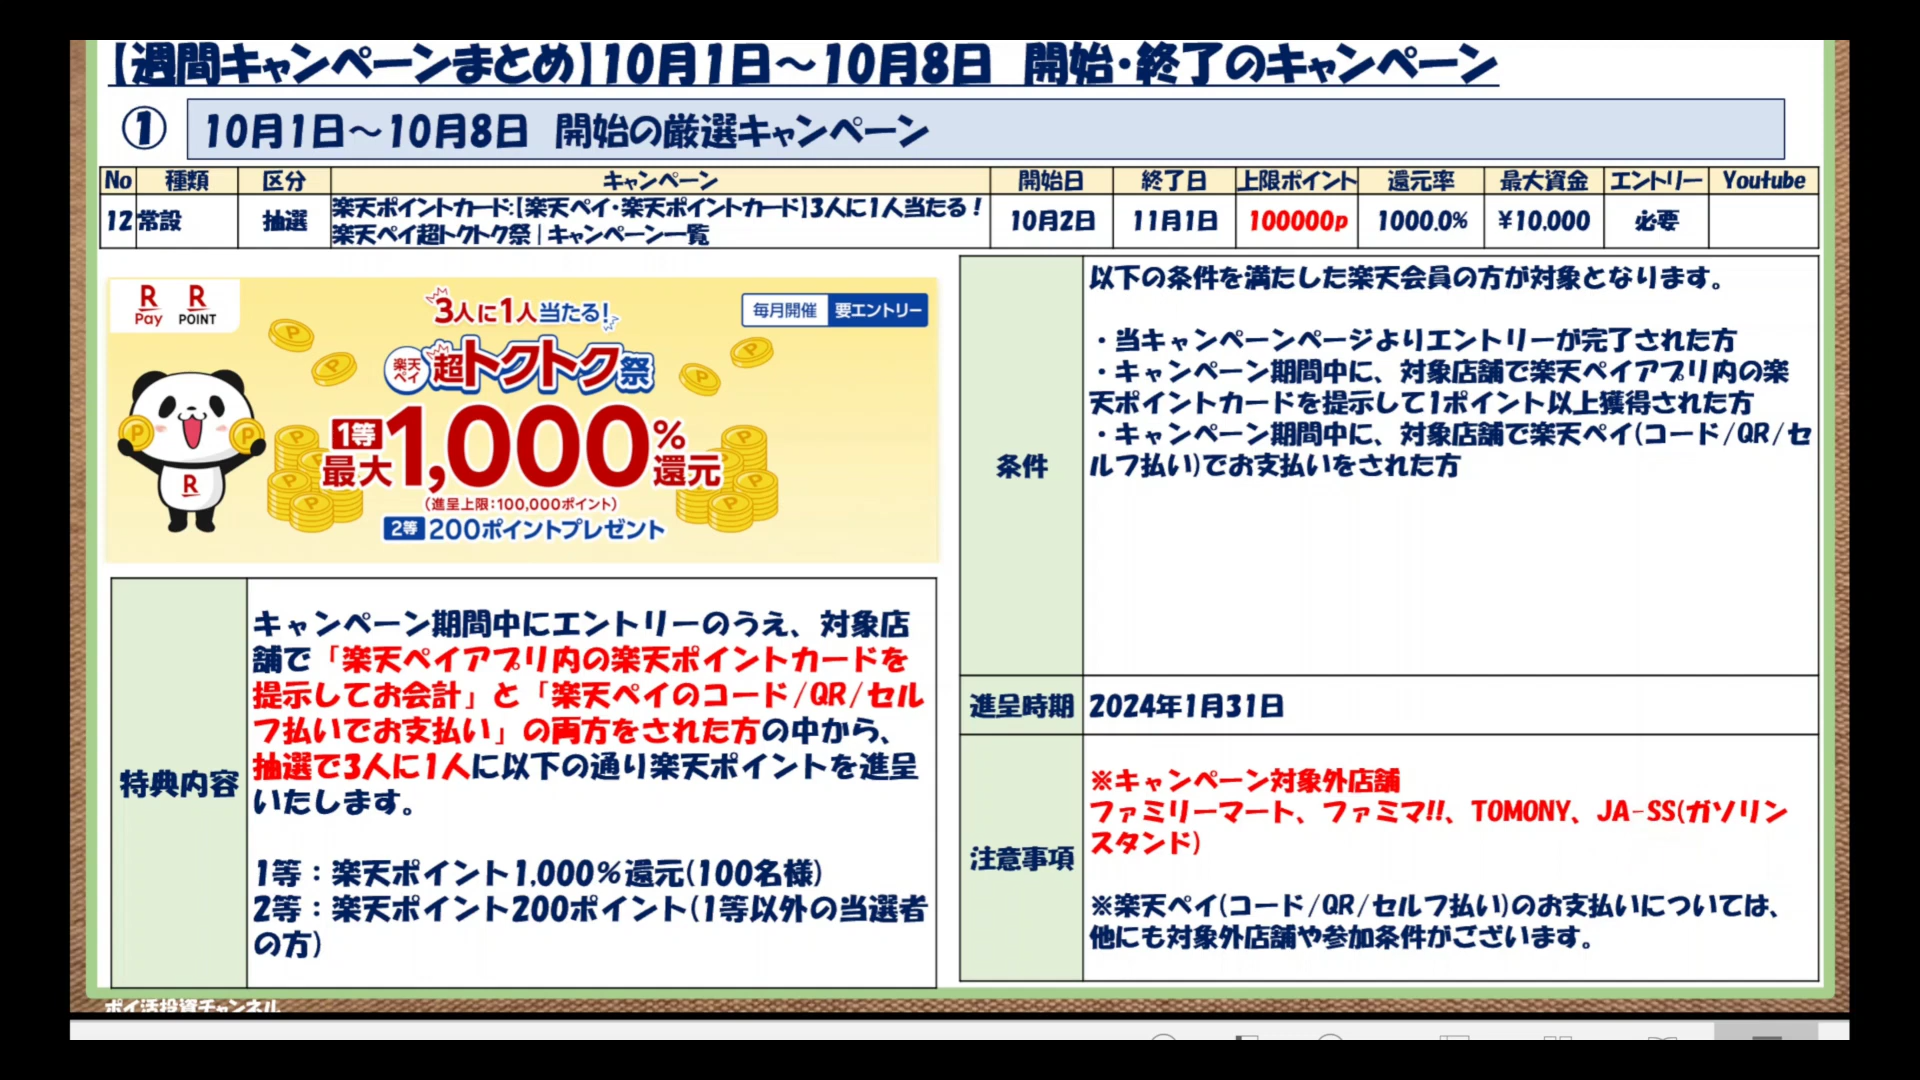 【週間キャンペーンまとめ】10月1日～10月8日 開始・終了のキャンペーン
① 10月1日～10月8日 開始の厳選キャンペーン
No 種類 区分 キャンペーン 開始日 終了日 上限ポイント 還元率 最大資金 エントリー Youtube
12 常設 抽選 楽天ポイントカード:【楽天ペイ・楽天ポイントカード】3人に1人当たる！ 10月2日 11月1日 100000p 1000.0% ¥10,000 必要
楽天ペイ超トクトク祭 | キャンペーン一覧
R Pay R POINT
3人に1人当たる!
毎月開催 要エントリー
楽天ペイ 超トクトク祭
1等 最大1,000%還元
(進呈上限:100,000ポイント)
2等 200ポイントプレゼント
R
特典内容
キャンペーン期間中にエントリーのうえ、対象店
舗で「楽天ペイアプリ内の楽天ポイントカードを
提示してお会計」と「楽天ペイのコード/QR/セル
フ払いでお支払い」の両方をされた方の中から、
抽選で3人に1人に以下の通り楽天ポイントを進呈
いたします。
1等：楽天ポイント1,000％還元(100名様)
2等：楽天ポイント200ポイント(1等以外の当選者
の方)
条件
以下の条件を満たした楽天会員の方が対象となります。
・当キャンペーンページよりエントリーが完了された方
・キャンペーン期間中に、対象店舗で楽天ペイアプリ内の楽
天ポイントカードを提示して1ポイント以上獲得された方
・キャンペーン期間中に、対象店舗で楽天ペイ(コード/QR/セ
ルフ払い)でお支払いをされた方
進呈時期 2024年1月31日
注意事項
※キャンペーン対象外店舗
ファミリーマート、ファミマ!!、TOMONY、JA-SS(ガソリン
スタンド)
※楽天ペイ(コード/QR/セルフ払い)のお支払いについては、
他にも対象外店舗や参加条件がございます。
ポイ活投資チャンネル